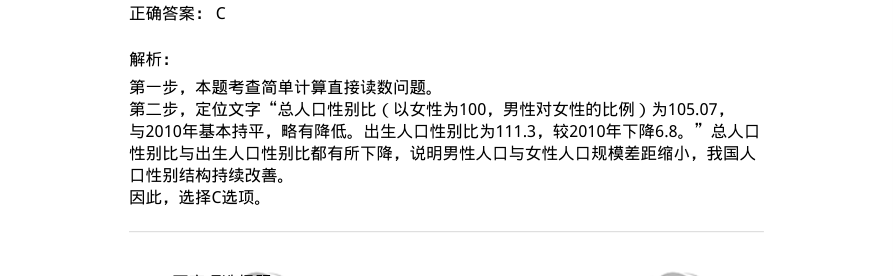 正确答案： C
解析：
第一步，本题考查简单计算直接读数问题。
第二步，定位文字“总人口性别比（以女性为100，男性对女性的比例）为105.07，
与2010年基本持平，略有降低。出生人口性别比为111.3，较2010年下降6.8。”总人口
性别比与出生人口性别比都有所下降，说明男性人口与女性人口规模差距缩小，我国人
口性别结构持续改善。
因此，选择C选项。